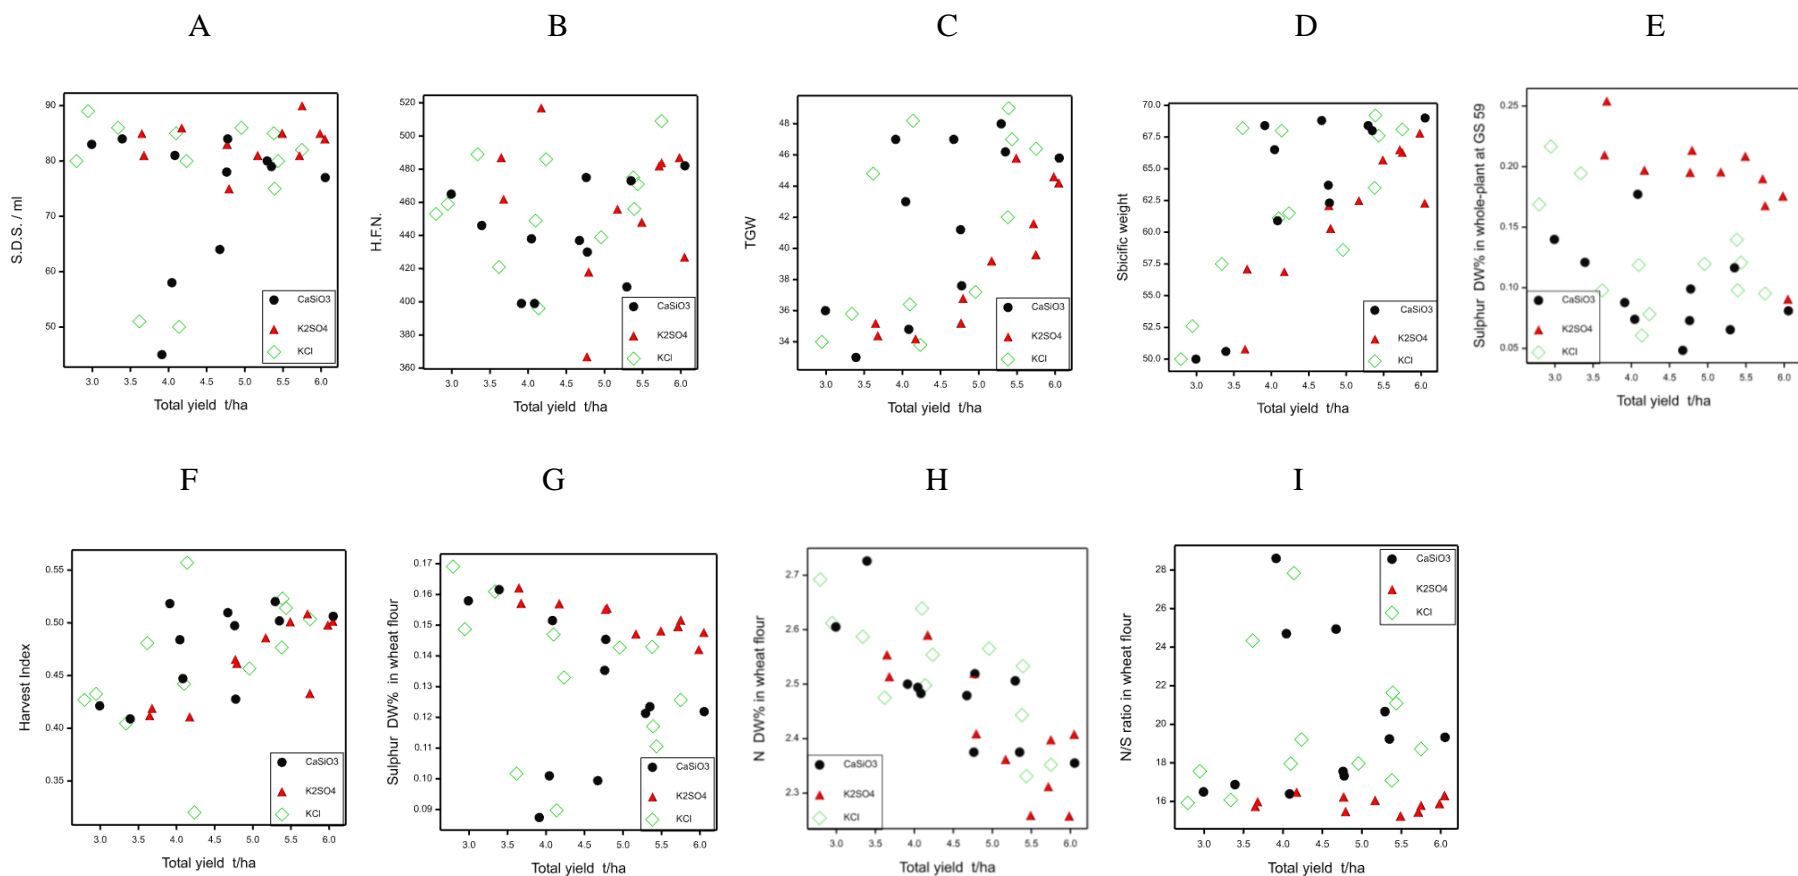 A B C D E
S.D.S. / ml
90
80
70
60
50
3.0 3.5 4.0 4.5 5.0 5.5 6.0
Total yield t/ha
CaSiO3
K2SO4
KCl
H.F.N.
520
500
480
460
440
420
400
380
360
3.0 3.5 4.0 4.5 5.0 5.5 6.0
Total yield t/ha
CaSiO3
K2SO4
KCl
TGW
48
46
44
42
40
38
36
34
3.0 3.5 4.0 4.5 5.0 5.5 6.0
Total yield t/ha
CaSiO3
K2SO4
KCl
Sbicific weight
70.0
67.5
65.0
62.5
60.0
57.5
55.0
52.5
50.0
3.0 3.5 4.0 4.5 5.0 5.5 6.0
Total yield t/ha
CaSiO3
K2SO4
KCl
Sulphur DW% in whole-plant at GS 59
0.25
0.20
0.15
0.10
0.05
3.0 3.5 4.0 4.5 5.0 5.5 6.0
Total yield t/ha
CaSiO3
K2SO4
KCl
F G H I
Harvest Index
0.55
0.50
0.45
0.40
0.35
3.0 3.5 4.0 4.5 5.0 5.5 6.0
Total yield t/ha
CaSiO3
K2SO4
KCl
Sulphur DW% in wheat flour
0.17
0.16
0.15
0.14
0.13
0.12
0.11
0.10
0.09
3.0 3.5 4.0 4.5 5.0 5.5 6.0
Total yield t/ha
CaSiO3
K2SO4
KCl
N DW% in wheat flour
2.7
2.6
2.5
2.4
2.3
3.0 3.5 4.0 4.5 5.0 5.5 6.0
Total yield t/ha
CaSiO3
K2SO4
KCl
N/S ratio in wheat flour
28
26
24
22
20
18
16
3.0 3.5 4.0 4.5 5.0 5.5 6.0
Total yield t/ha
CaSiO3
K2SO4
KCl